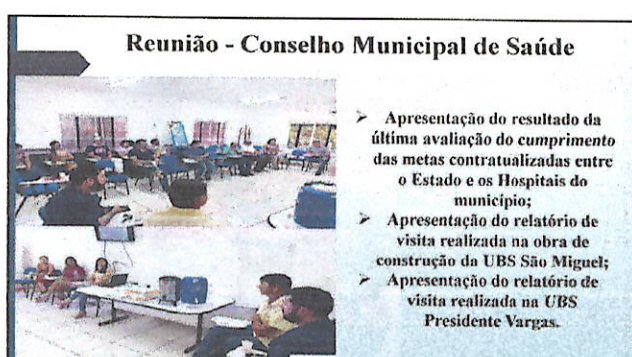 Reunião - Conselho Municipal de Saúde
➢ Apresentação do resultado da
última avaliação do cumprimento
das metas contratualizadas entre
o Estado e os Hospitais do
município;
➢ Apresentação do relatório de
visita realizada na obra de
construção da UBS São Miguel;
➢ Apresentação do relatório de
visita realizada na UBS
Presidente Vargas.